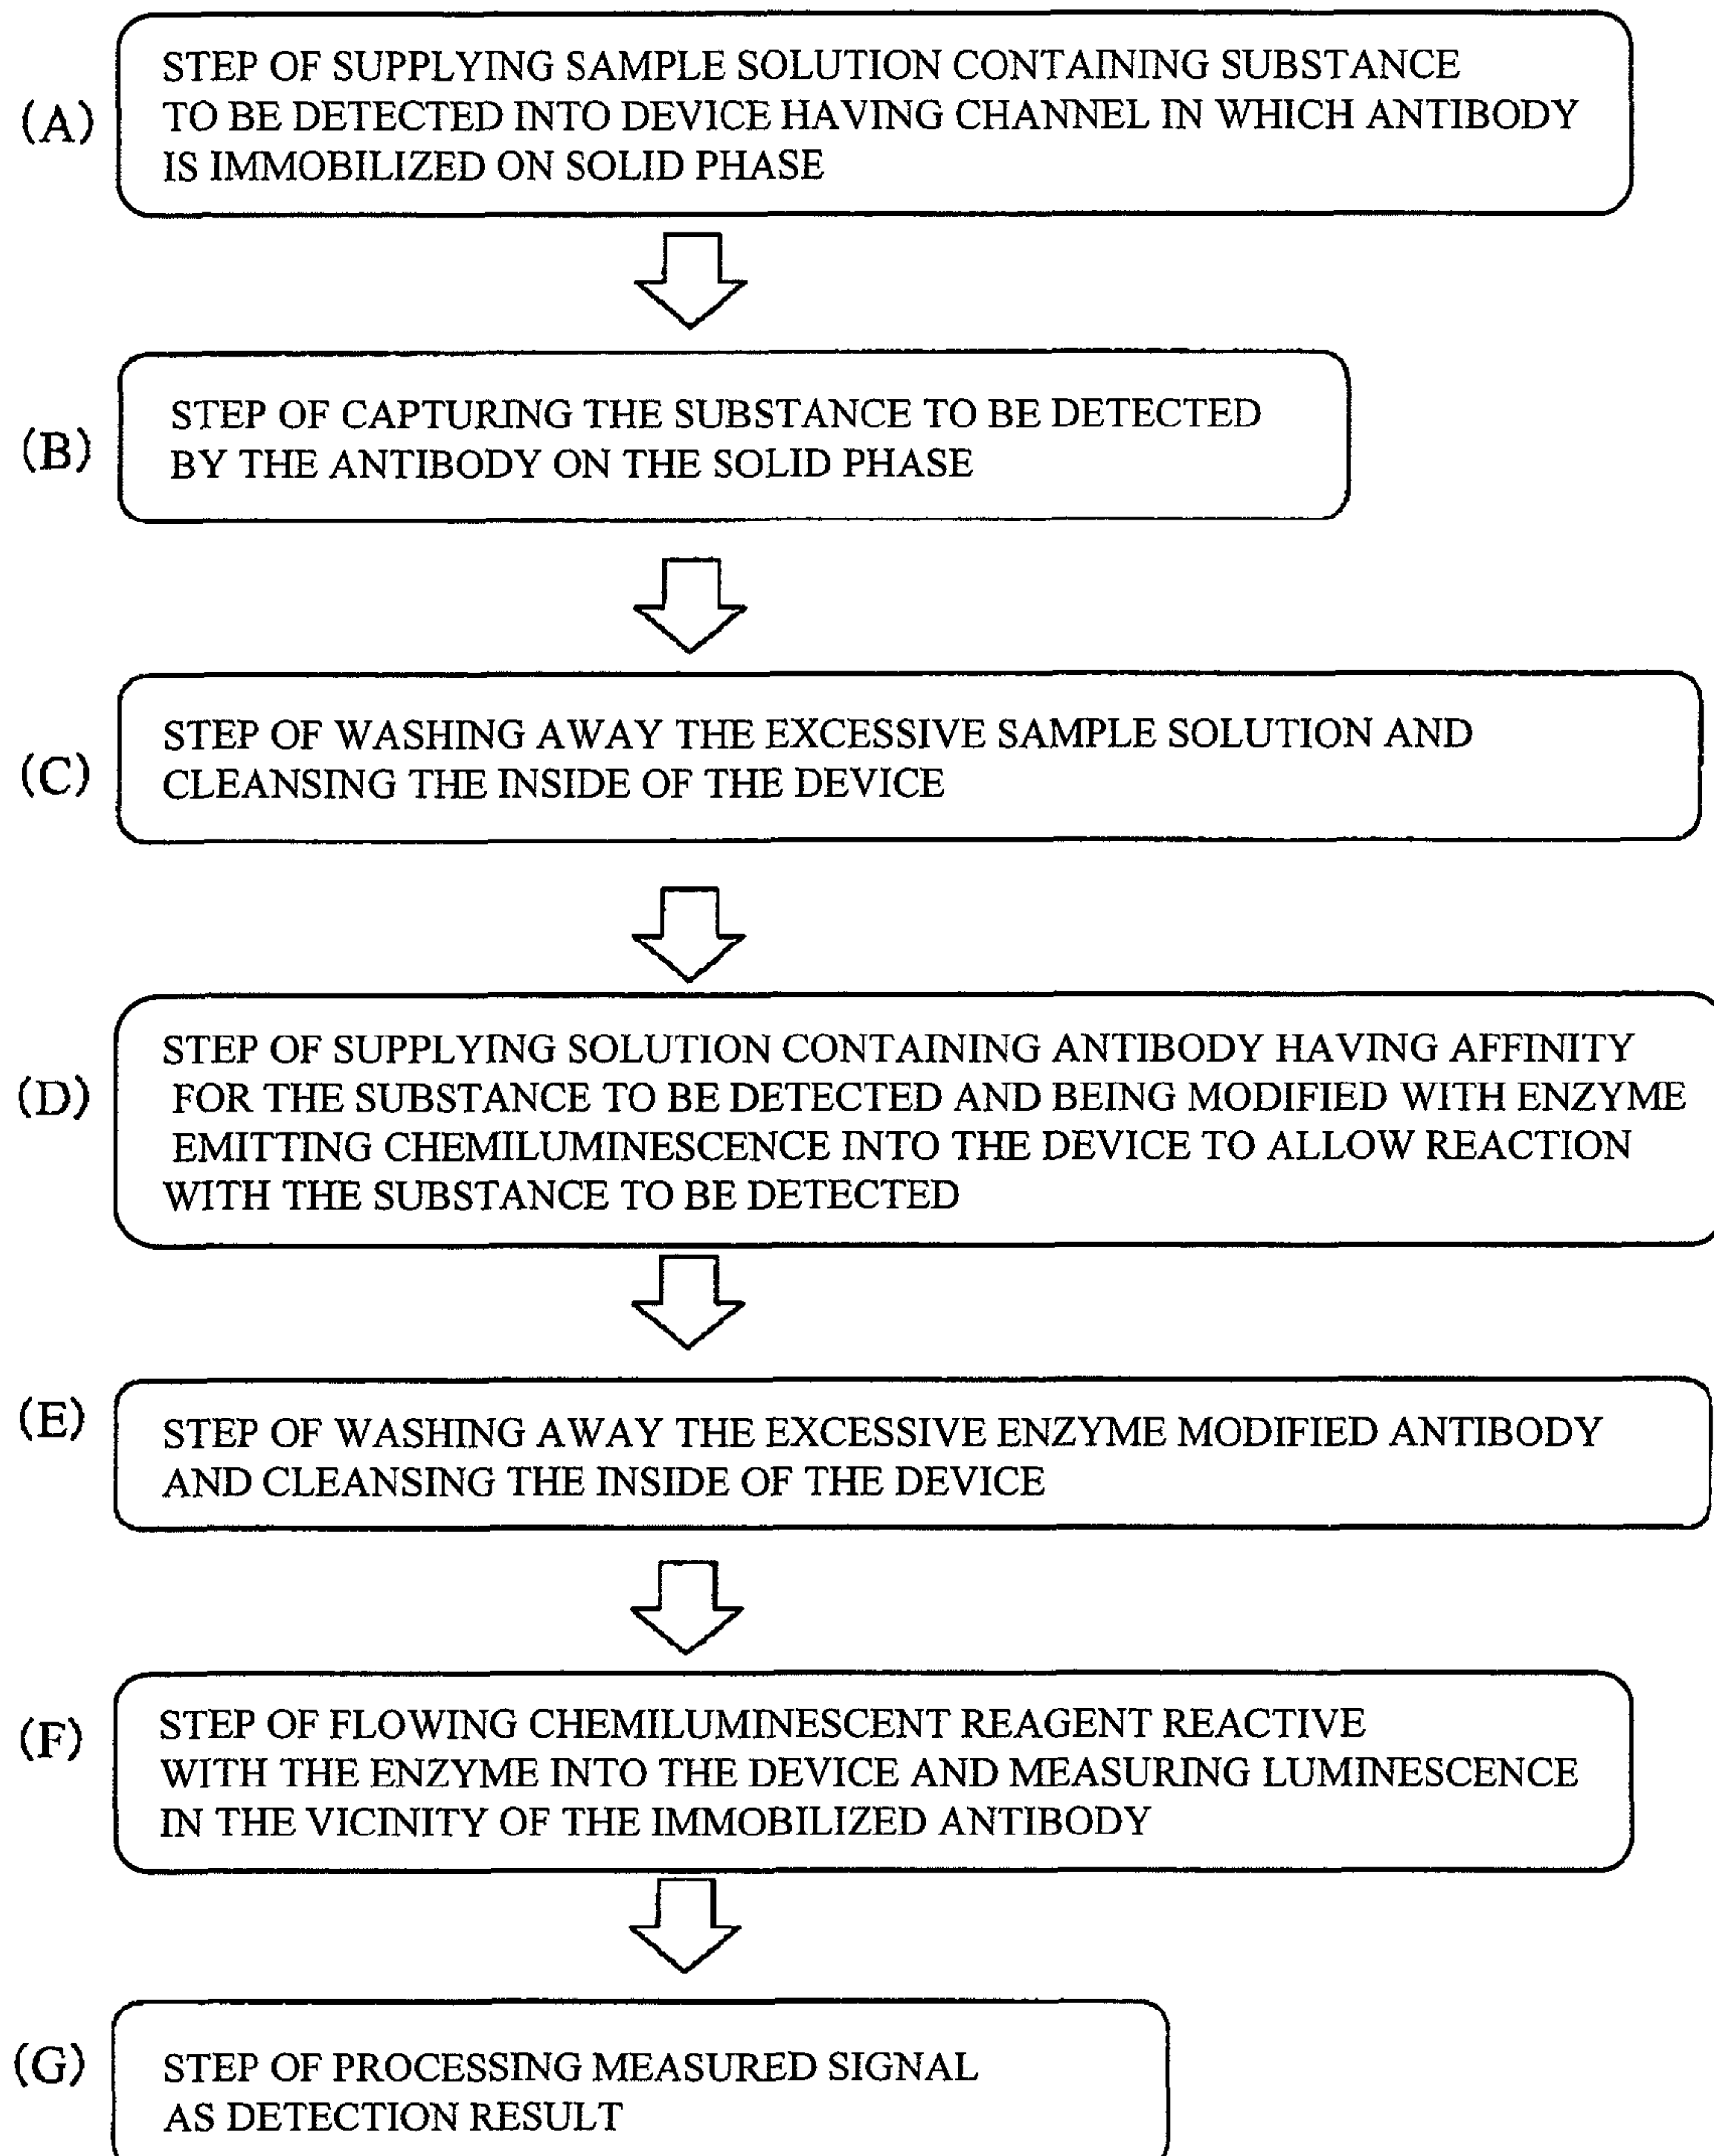 (A)
STEP OF SUPPLYING SAMPLE SOLUTION CONTAINING SUBSTANCE
TO BE DETECTED INTO DEVICE HAVING CHANNEL IN WHICH ANTIBODY
IS IMMOBILIZED ON SOLID PHASE
(B)
STEP OF CAPTURING THE SUBSTANCE TO BE DETECTED
BY THE ANTIBODY ON THE SOLID PHASE
(C)
STEP OF WASHING AWAY THE EXCESSIVE SAMPLE SOLUTION AND
CLEANSING THE INSIDE OF THE DEVICE
(D)
STEP OF SUPPLYING SOLUTION CONTAINING ANTIBODY HAVING AFFINITY
FOR THE SUBSTANCE TO BE DETECTED AND BEING MODIFIED WITH ENZYME
EMITTING CHEMILUMINESCENCE INTO THE DEVICE TO ALLOW REACTION
WITH THE SUBSTANCE TO BE DETECTED
(E)
STEP OF WASHING AWAY THE EXCESSIVE ENZYME MODIFIED ANTIBODY
AND CLEANSING THE INSIDE OF THE DEVICE
(F)
STEP OF FLOWING CHEMILUMINESCENT REAGENT REACTIVE
WITH THE ENZYME INTO THE DEVICE AND MEASURING LUMINESCENCE
IN THE VICINITY OF THE IMMOBILIZED ANTIBODY
(G)
STEP OF PROCESSING MEASURED SIGNAL
AS DETECTION RESULT